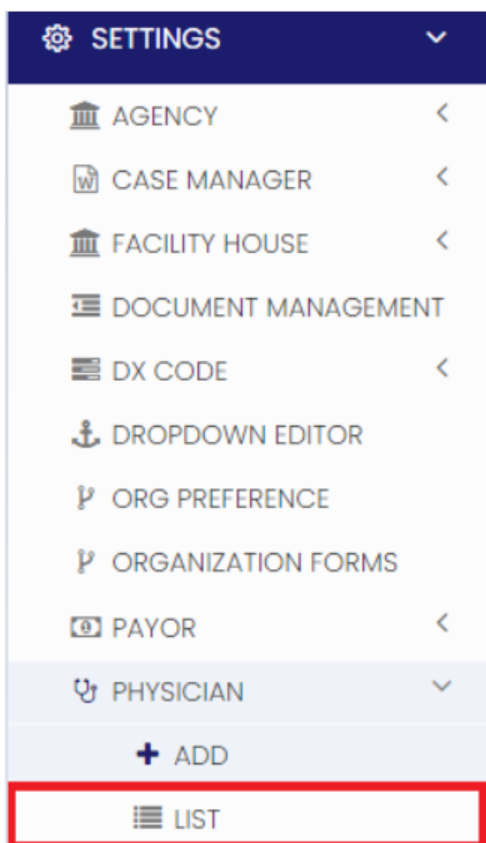 SETTINGS
AGENCY
CASE MANAGER
FACILITY HOUSE
DOCUMENT MANAGEMENT
DX CODE
DROPDOWN EDITOR
ORG PREFERENCE
ORGANIZATION FORMS
PAYOR
PHYSICIAN
ADD
LIST